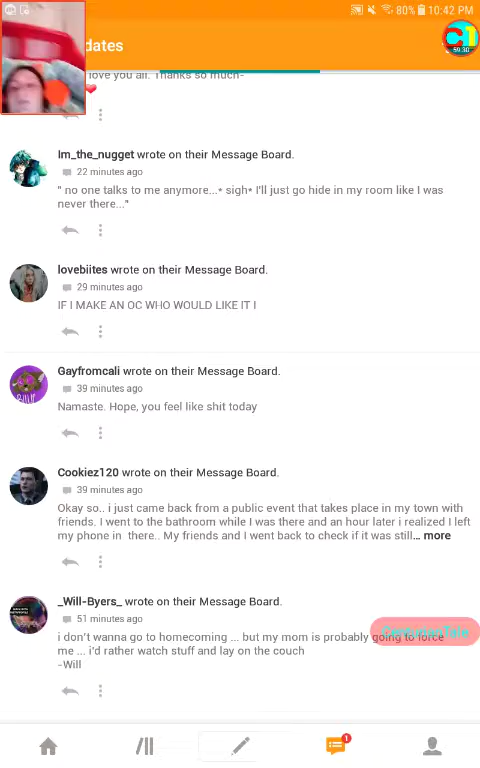 80% 10:42 PM
dates
59:30
love you all. Thanks so much-
Im_the_nugget wrote on their Message Board.
22 minutes ago
" no one talks to me anymore...* sigh* I'll just go hide in my room like I was
never there..."
lovebiites wrote on their Message Board.
29 minutes ago
IF I MAKE AN OC WHO WOULD LIKE IT I
Gayfromcali wrote on their Message Board.
39 minutes ago
Namaste. Hope, you feel like shit today
Cookiez120 wrote on their Message Board.
39 minutes ago
Okay so.. i just came back from a public event that takes place in my town with
friends. I went to the bathroom while I was there and an hour later i realized I left
my phone in there.. My friends and I went back to check if it was still... more
_Will-Byers_ wrote on their Message Board.
51 minutes ago
i don't wanna go to homecoming ... but my mom is probably going to force
me ... i'd rather watch stuff and lay on the couch
-Will
1